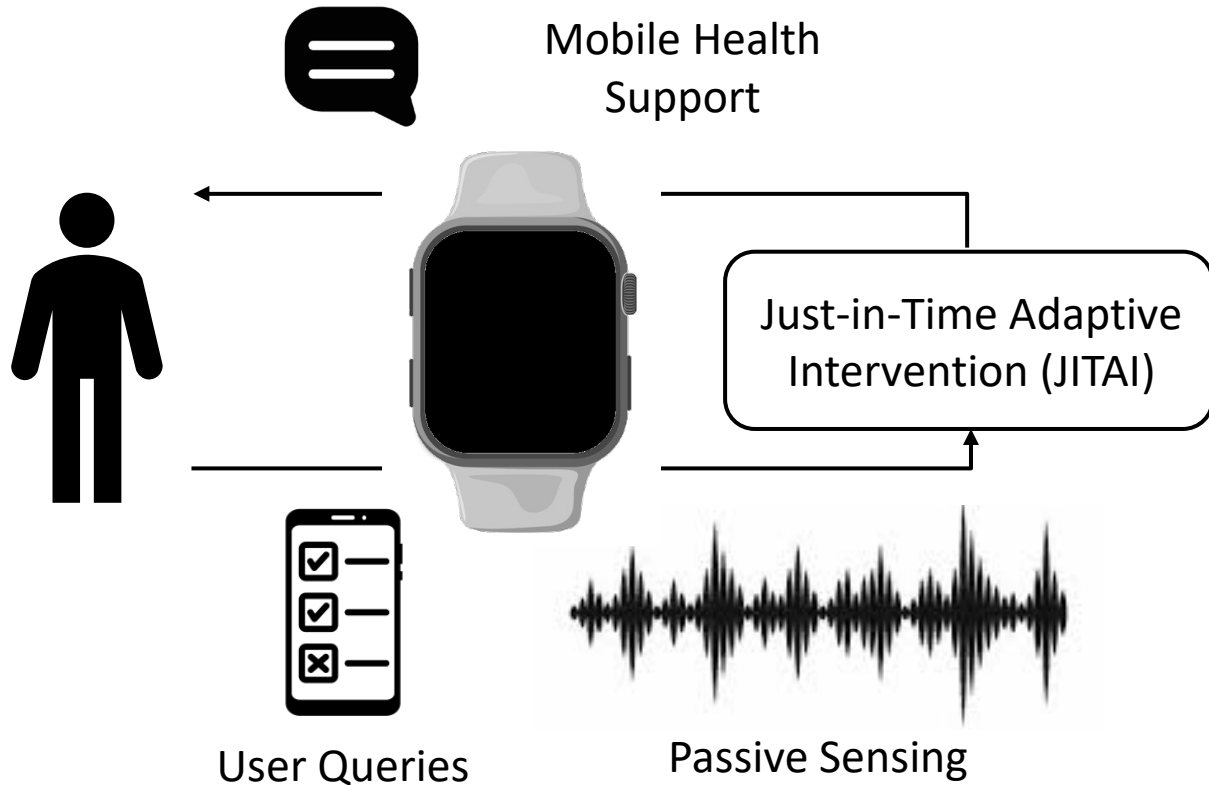 Mobile Health
Support
Just-in-Time Adaptive
Intervention (JITAI)
User Queries
Passive Sensing